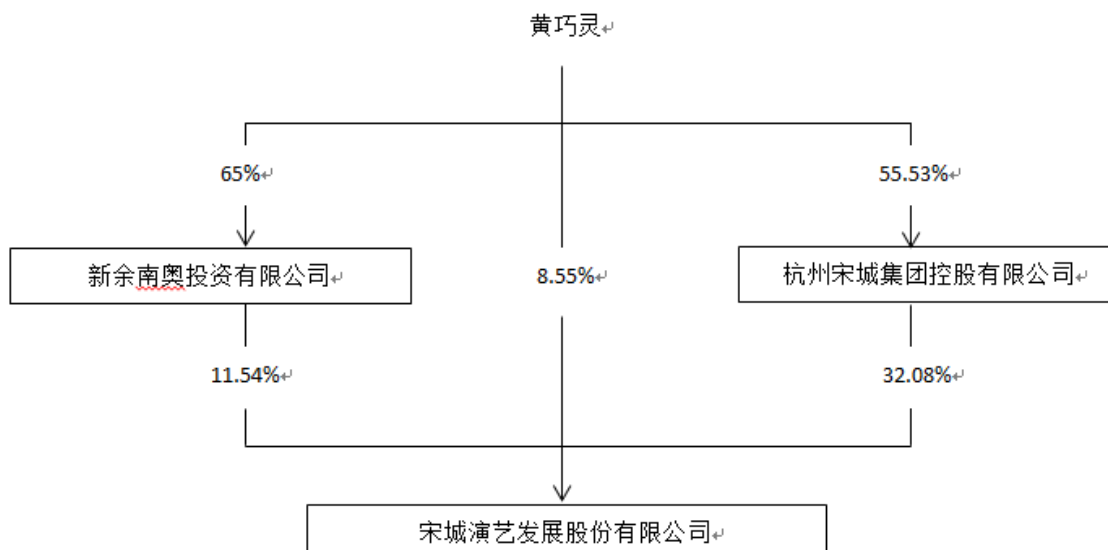 黄巧灵
65%
55.53%
新余南奥投资有限公司
8.55%
杭州宋城集团控股有限公司
11.54%
32.08%
宋城演艺发展股份有限公司